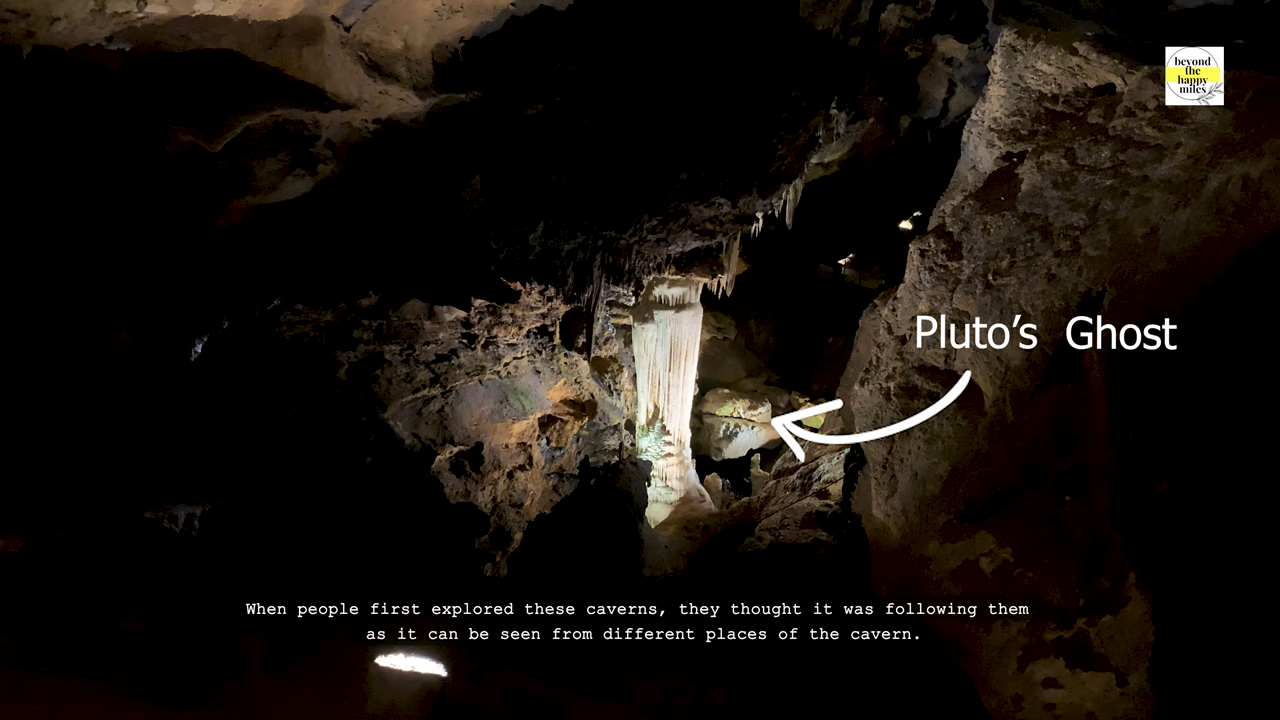 beyond
the
happy
miles
Pluto’s Ghost
When people first explored these caverns, they thought it was following them
as it can be seen from different places of the cavern.